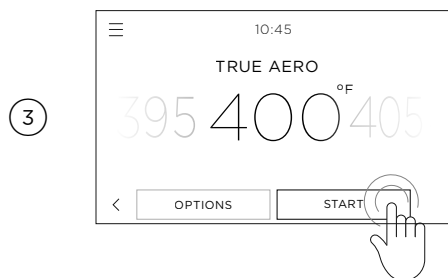 10:45
TRUE AERO
3
395 400°F 405
< OPTIONS START